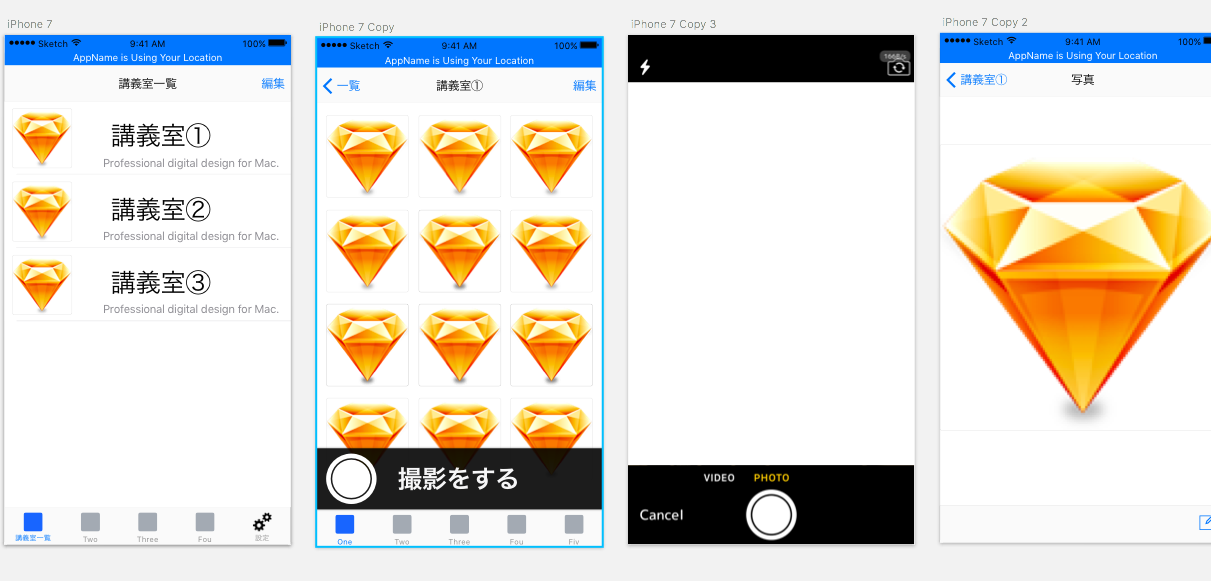 iPhone 7
Sketch 9:41 AM 100%
AppName is Using Your Location
講義室一覧 編集
講義室①
Professional digital design for Mac.
講義室②
Professional digital design for Mac.
講義室③
Professional digital design for Mac.
講義室一覧 Two Three Fou 設定
iPhone 7 Copy
Sketch 9:41 AM 100%
AppName is Using Your Location
一覧 講義室① 編集
撮影をする
One Two Three Fou Fiv
iPhone 7 Copy 3
VIDEO PHOTO
Cancel
iPhone 7 Copy 2
Sketch 9:41 AM 100%
AppName is Using Your Location
講義室① 写真